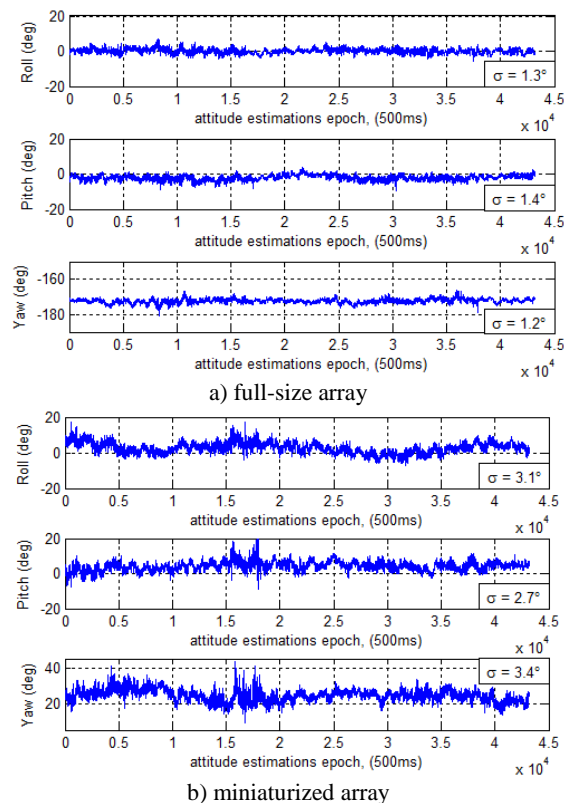 20
0
-20
Roll (deg)
σ = 1.3°
0 0.5 1 1.5 2 2.5 3 3.5 4 4.5
attitude estimations epoch, (500ms)
x 10^4
20
0
-20
Pitch (deg)
σ = 1.4°
0 0.5 1 1.5 2 2.5 3 3.5 4 4.5
attitude estimations epoch, (500ms)
x 10^4
-160
-180
Yaw (deg)
σ = 1.2°
0 0.5 1 1.5 2 2.5 3 3.5 4 4.5
attitude estimations epoch, (500ms)
x 10^4
a) full-size array
20
0
-20
Roll (deg)
σ = 3.1°
0 0.5 1 1.5 2 2.5 3 3.5 4 4.5
attitude estimations epoch, (500ms)
x 10^4
20
0
-20
Pitch (deg)
σ = 2.7°
0 0.5 1 1.5 2 2.5 3 3.5 4 4.5
attitude estimations epoch, (500ms)
x 10^4
40
20
Yaw (deg)
σ = 3.4°
0 0.5 1 1.5 2 2.5 3 3.5 4 4.5
attitude estimations epoch, (500ms)
x 10^4
b) miniaturized array